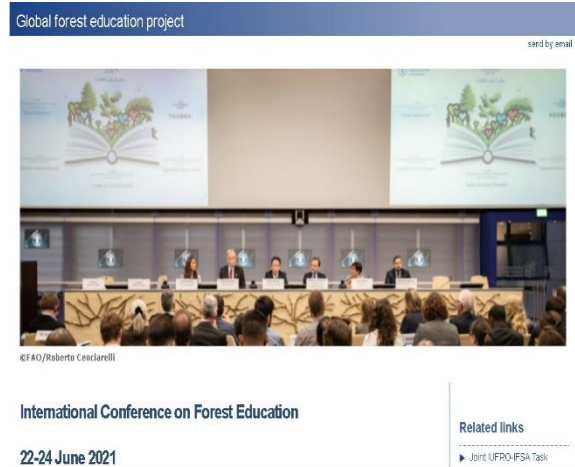 Global forest education project
send by email
©FAO/Roberto Cenciarelli
International Conference on Forest Education
Related links
22-24 June 2021
Joint IUFRO-IFSA Task